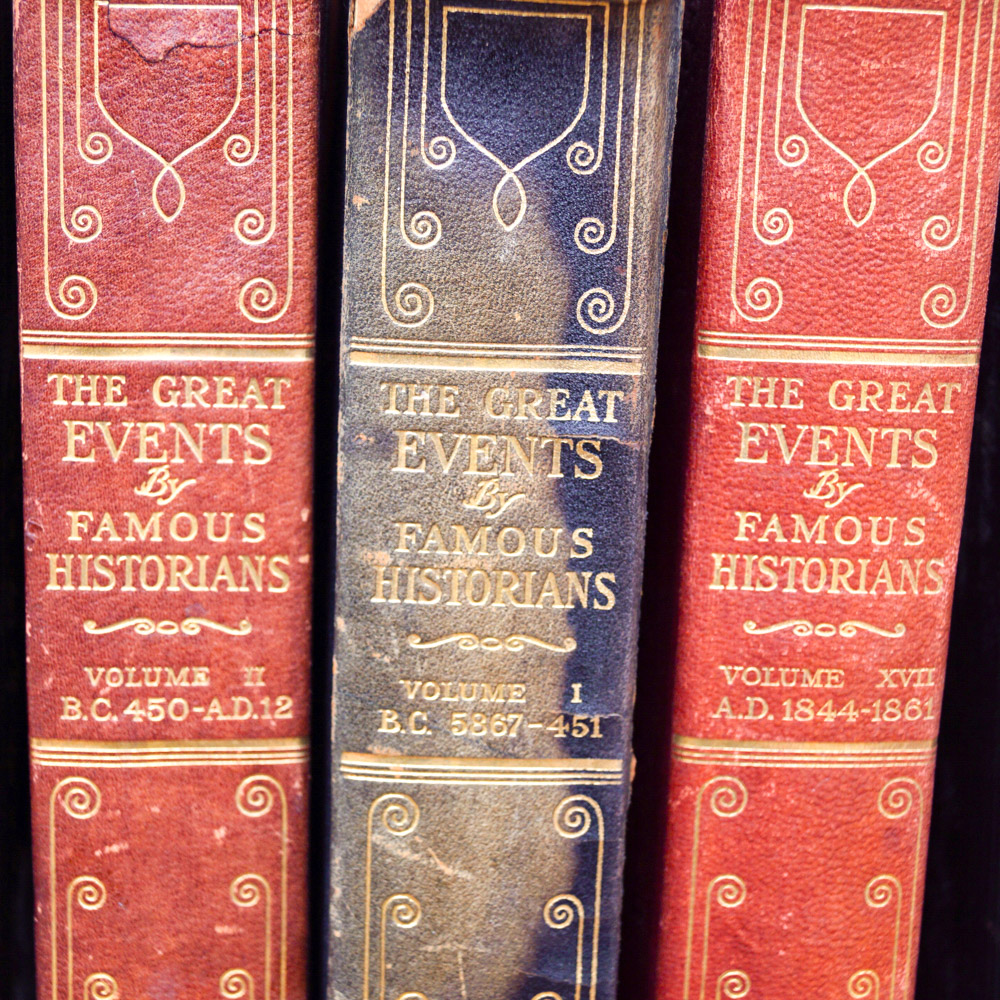 THE GREAT
EVENTS
By
FAMOUS
HISTORIANS
VOLUME II
B.C. 450-A.D.12
THE GREAT
EVENTS
By
FAMOUS
HISTORIANS
VOLUME I
B.C. 5867-451
THE GREAT
EVENTS
By
FAMOUS
HISTORIANS
VOLUME XVII
A.D. 1844-1861